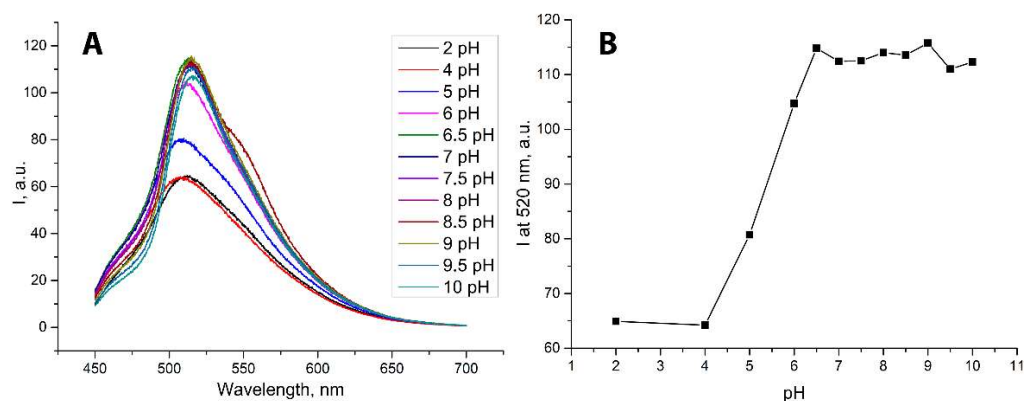 A
I, a.u.
120
100
80
60
40
20
0
450
500
550
600
650
700
Wavelength, nm
2 pH
4 pH
5 pH
6 pH
6.5 pH
7 pH
7.5 pH
8 pH
8.5 pH
9 pH
9.5 pH
10 pH
B
I at 520 nm, a.u.
120
110
100
90
80
70
60
1
2
3
4
5
6
7
8
9
10
11
pH